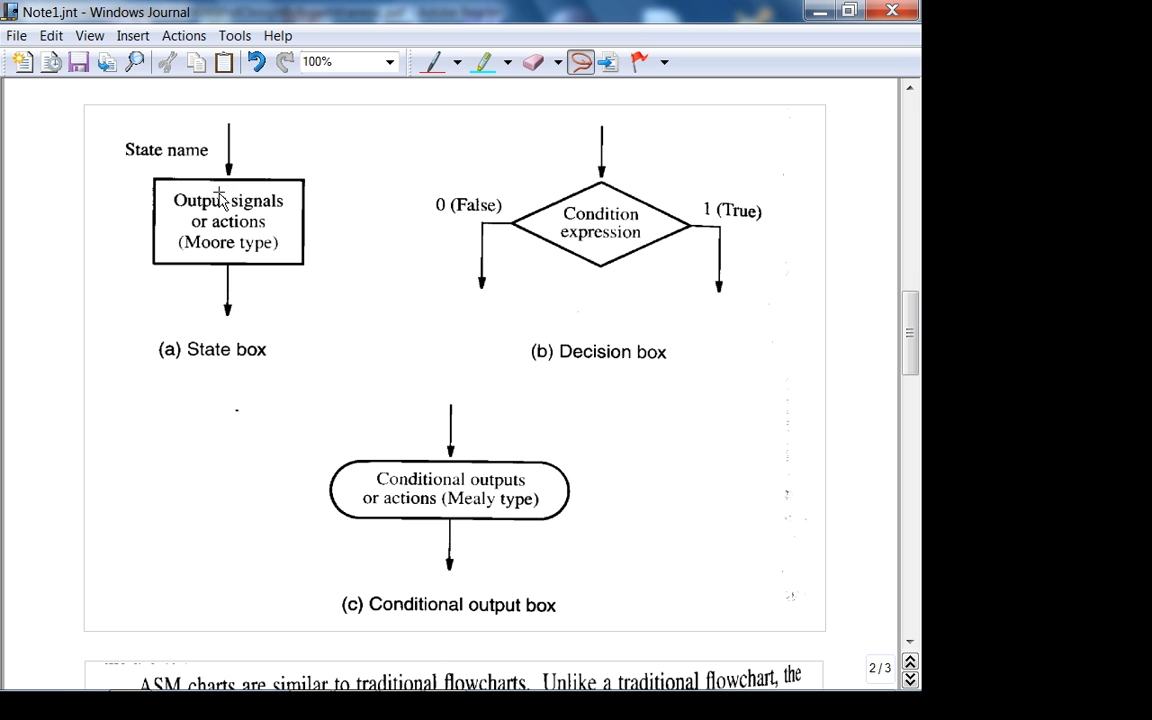 Note1.jnt - Windows Journal
File Edit View Insert Actions Tools Help
100%
State name
Output signals
or actions
(Moore type)
(a) State box
0 (False)
Condition
expression
1 (True)
(b) Decision box
Conditional outputs
or actions (Mealy type)
(c) Conditional output box
ASM charts are similar to traditional flowcharts. Unlike a traditional flowchart, the
2 / 3